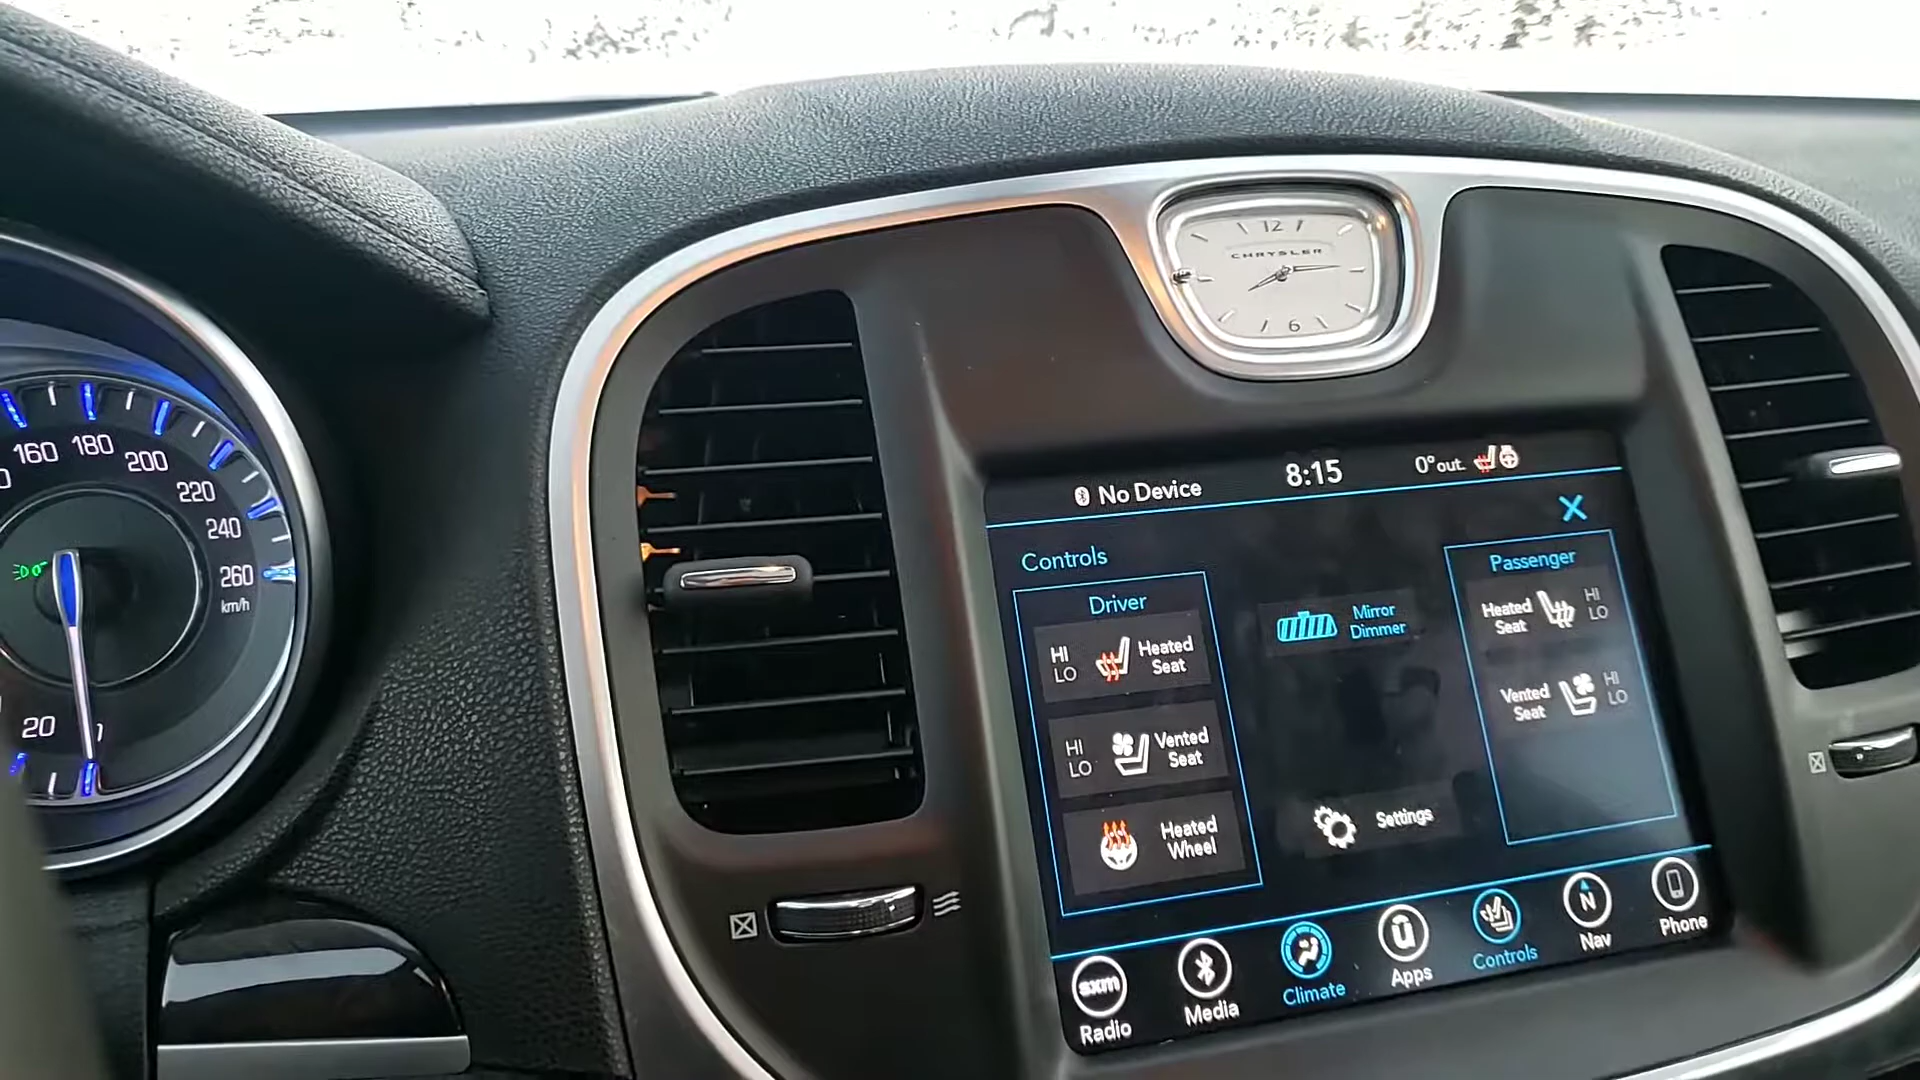 12
CHRYSLER
6
160
180
200
220
240
260
km/h
20
No Device
8:15
0° out.
Controls
Driver
HI
LO
Heated
Seat
HI
LO
Vented
Seat
Heated
Wheel
Mirror
Dimmer
Settings
Passenger
Heated
Seat
HI
LO
Vented
Seat
HI
LO
sxm
Radio
Media
Climate
Apps
Controls
N
Nav
Phone